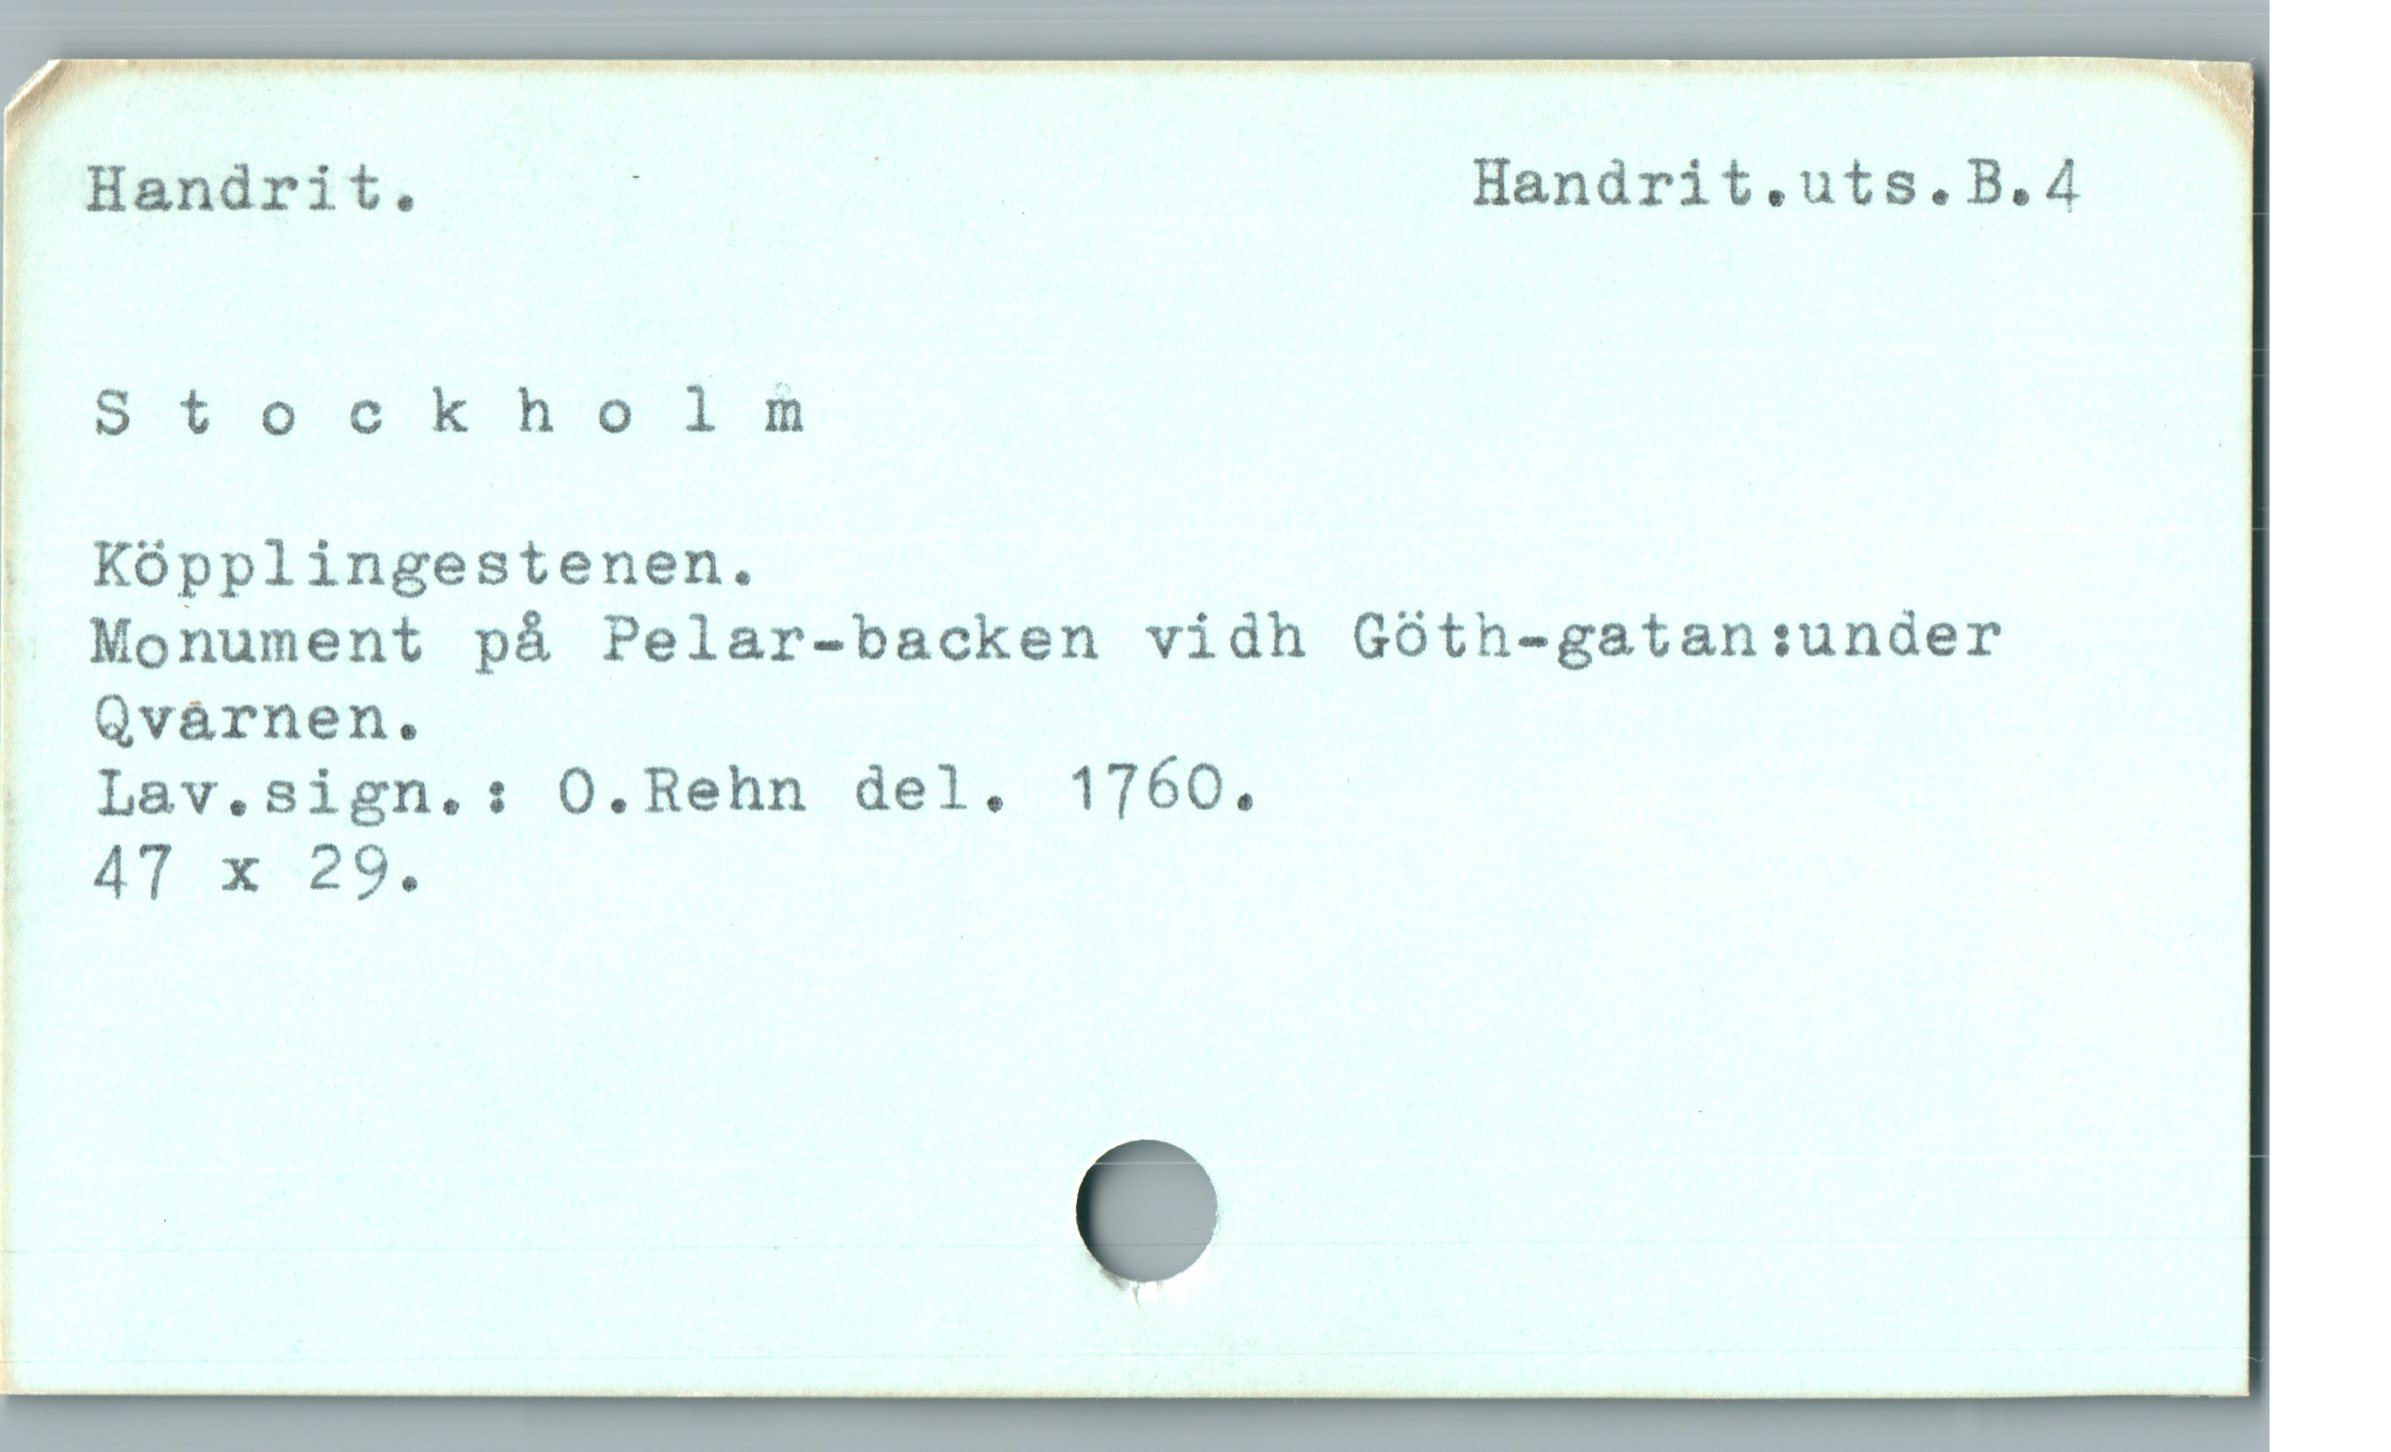 Handrit.
Handrit.uts.B.4
S t o c k h o l m
Köpplingestenen.
Monument på Pelar-backen vidh Göth-gatan:under
Qvarnen.
Lav.sign.: O.Rehn del. 1760.
47 x 29.